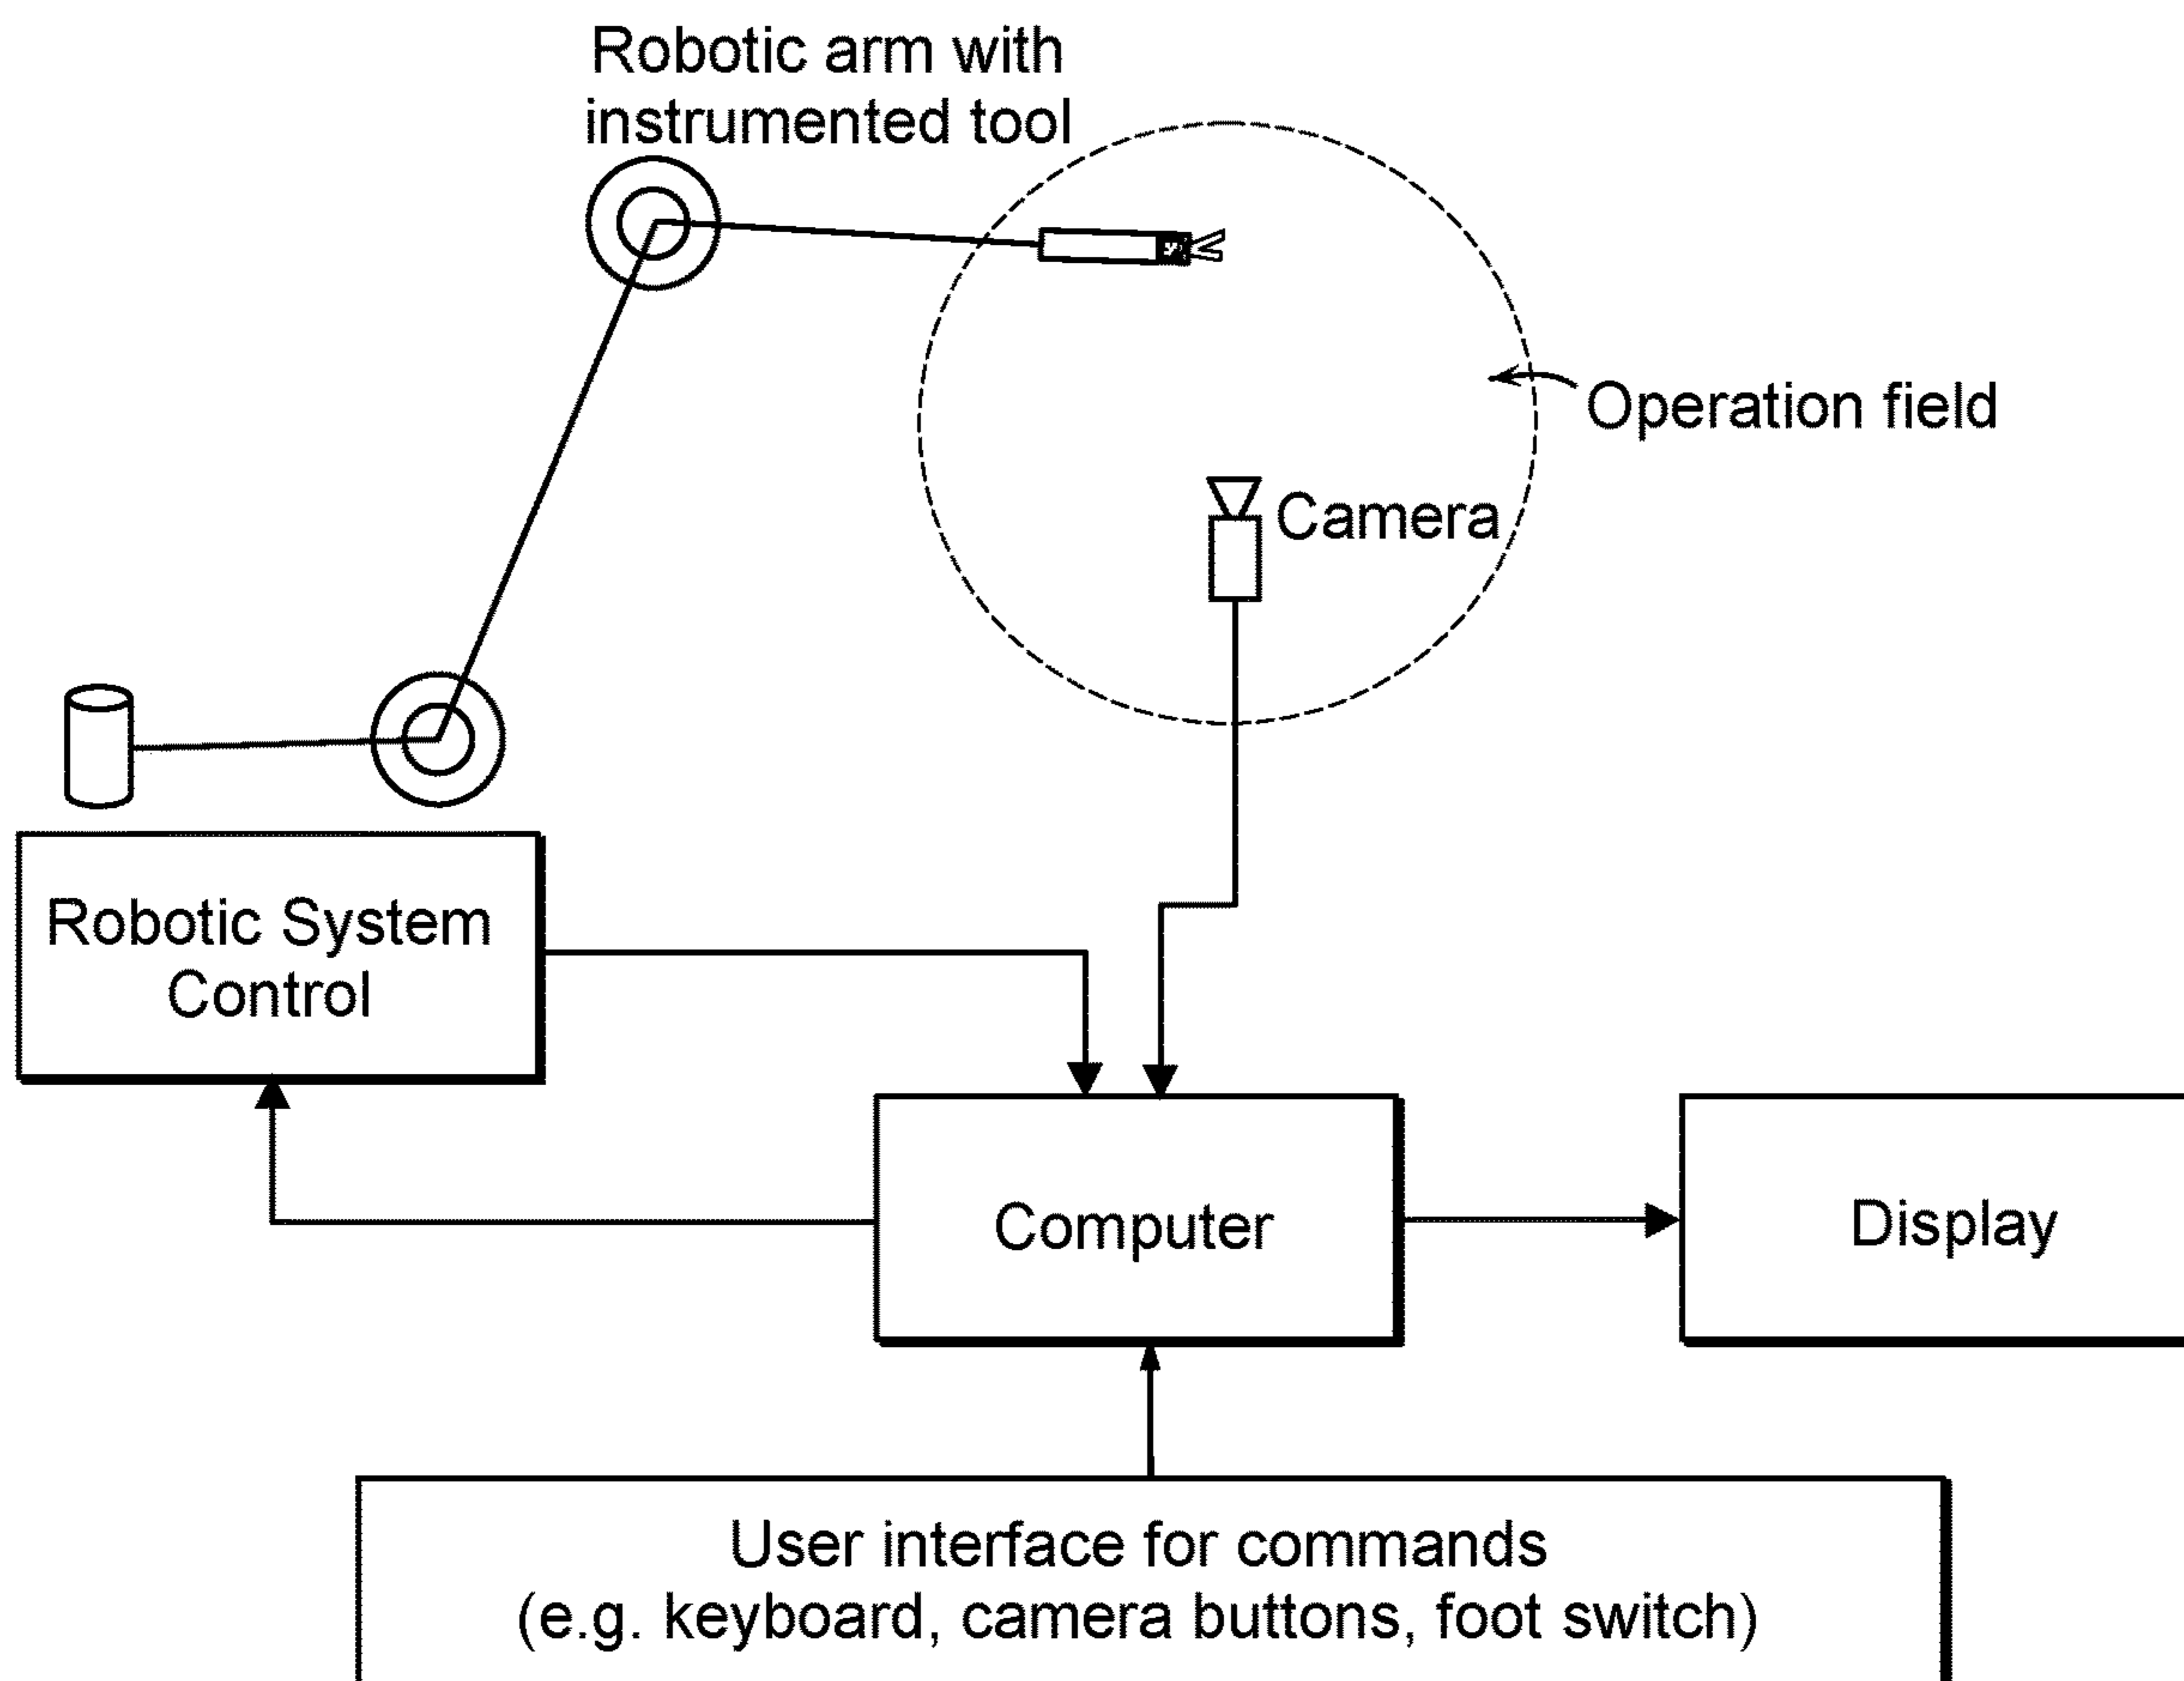 Robotic arm with
instrumented tool
Operation field
Camera
Robotic System
Control
Computer
Display
User interface for commands
(e.g. keyboard, camera buttons, foot switch)